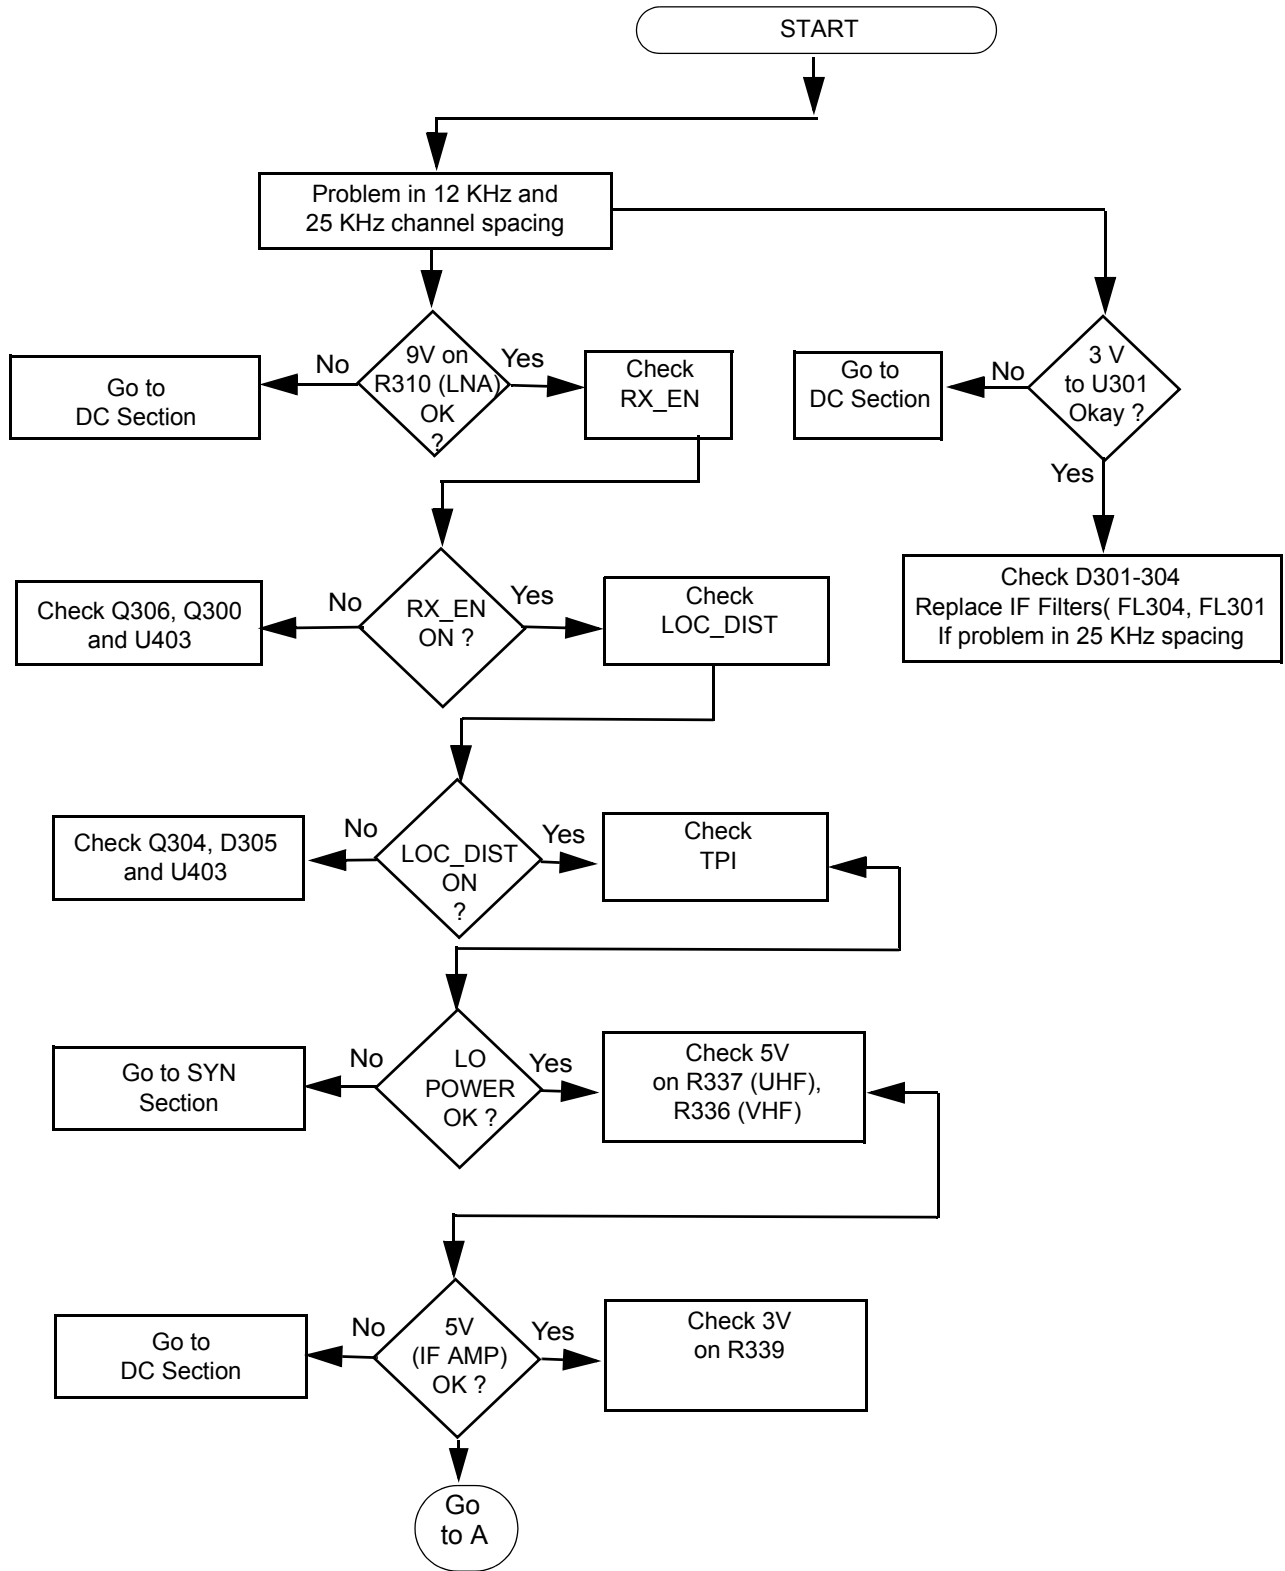 START
Problem in 12 KHz and
25 KHz channel spacing
No
9V on
R310 (LNA)
OK
?
Yes
Go to
DC Section
Check
RX_EN
Go to
DC Section
No
3 V
to U301
Okay ?
Yes
Check D301-304
Replace IF Filters( FL304, FL301
If problem in 25 KHz spacing
Check Q306, Q300
and U403
No
RX_EN
ON ?
Yes
Check
LOC_DIST
Check Q304, D305
and U403
No
LOC_DIST
ON
?
Yes
Check
TPI
Go to SYN
Section
No
LO
POWER
OK ?
Yes
Check 5V
on R337 (UHF),
R336 (VHF)
Go to
DC Section
No
5V
(IF AMP)
OK ?
Yes
Check 3V
on R339
Go
to A